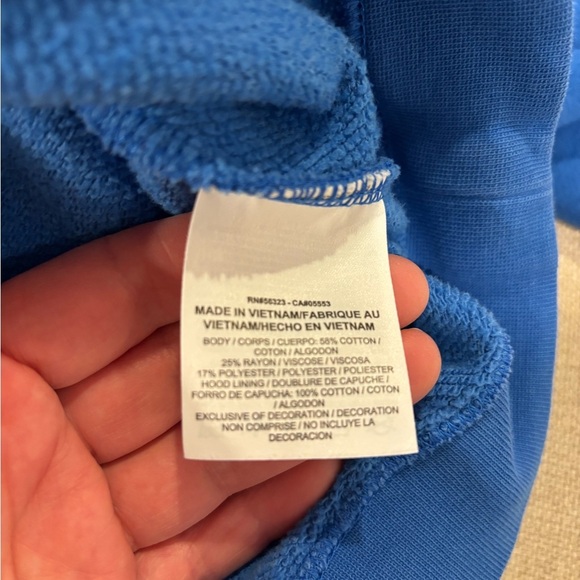 RN#56323 - CA#05553
MADE IN VIETNAM/FABRIQUE AU
VIETNAM/HECHO EN VIETNAM
BODY / CORPS / CUERPO: 58% COTTON /
COTON / ALGODON
25% RAYON / VISCOSE / VISCOSA
17% POLYESTER / POLYESTER / POLIESTER
HOOD LINING / DOUBLURE DE CAPUCHE /
FORRO DE CAPUCHA: 100% COTTON / COTON
/ ALGODON
EXCLUSIVE OF DECORATION / DECORATION
NON COMPRISE / NO INCLUYE LA
DECORACION